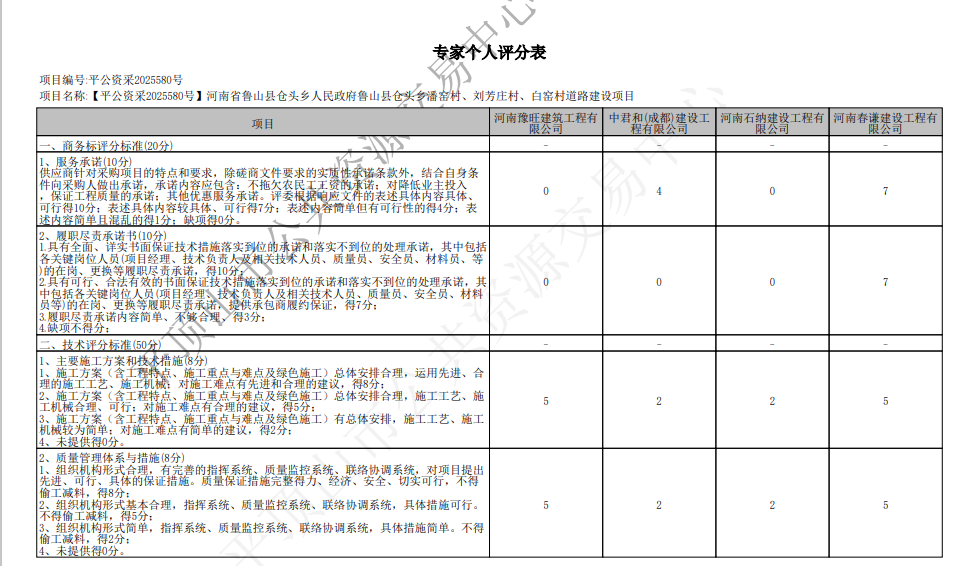 专家个人评分表
项目编号:平公资采2025580号
项目名称:【平公资采2025580号】河南省鲁山县仓头乡人民政府鲁山县仓头乡潘窑村、刘芳庄村、白窑村道路建设项目
项目
河南豫旺建筑工程有限公司
中君和(成都)建设工程有限公司
河南石纳建设工程有限公司
河南春谦建设工程有限公司
一、商务标评分标准(20分)
-
-
-
-
1、服务承诺(10分)
供应商针对采购项目的特点和要求，除磋商文件要求的实质性承诺条款外，结合自身条
件向采购人做出承诺，承诺内容应包含：不拖欠农民工工资的承诺；对降低业主投入
，保证工程质量的承诺；其他优惠服务承诺。评委根据响应文件的表述具体内容具体、
可行得10分；表述具体内容较具体、可行得7分；表述内容简单但有可行性的得4分；表
述内容简单且混乱的得1分；缺项得0分。
0
4
0
7
2、履职尽责承诺书(10分)
1.具有全面、详实书面保证技术措施落实到位的承诺和落实不到位的处理承诺，其中包括
各关键岗位人员(项目经理、技术负责人及相关技术人员、质量员、安全员、材料员、等
)的在岗、更换等履职尽责承诺，得10分；
2.具有可行、合法有效的书面保证技术措施落实到位的承诺和落实不到位的处理承诺，其
中包括各关键岗位人员(项目经理、技术负责人及相关技术人员、质量员、安全员、材料
员等)的在岗、更换等履职尽责承诺、提供承包商履约保证，得7分；
3.履职尽责承诺内容简单、不够合理、得3分；
4.缺项不得分；
0
0
0
7
二、技术评分标准(50分)
-
-
-
-
1、主要施工方案和技术措施(8分)
1、施工方案（含工程特点、施工重点与难点及绿色施工）总体安排合理，运用先进、合
理的施工工艺、施工机械；对施工难点有先进和合理的建议，得8分；
2、施工方案（含工程特点、施工重点与难点及绿色施工）总体安排合理，施工工艺、施
工机械合理、可行；对施工难点有合理的建议，得5分；
3、施工方案（含工程特点、施工重点与难点及绿色施工）有总体安排，施工工艺、施工
机械较为简单；对施工难点有简单的建议，得2分；
4、未提供得0分。
5
2
2
5
2、质量管理体系与措施(8分)
1、组织机构形式合理，有完善的指挥系统、质量监控系统、联络协调系统，对项目提出
先进、可行、具体的保证措施。质量保证措施完整得力、经济、安全、切实可行，不得
偷工减料，得8分；
2、组织机构形式基本合理，指挥系统、质量监控系统、联络协调系统，具体措施可行。
不得偷工减料，得5分；
3、组织机构形式简单，指挥系统、质量监控系统、联络协调系统，具体措施简单。不得
偷工减料，得2分；
4、未提供得0分。
5
2
2
5
平顶山市公共资源交易中心
平顶山市公共资源交易中心